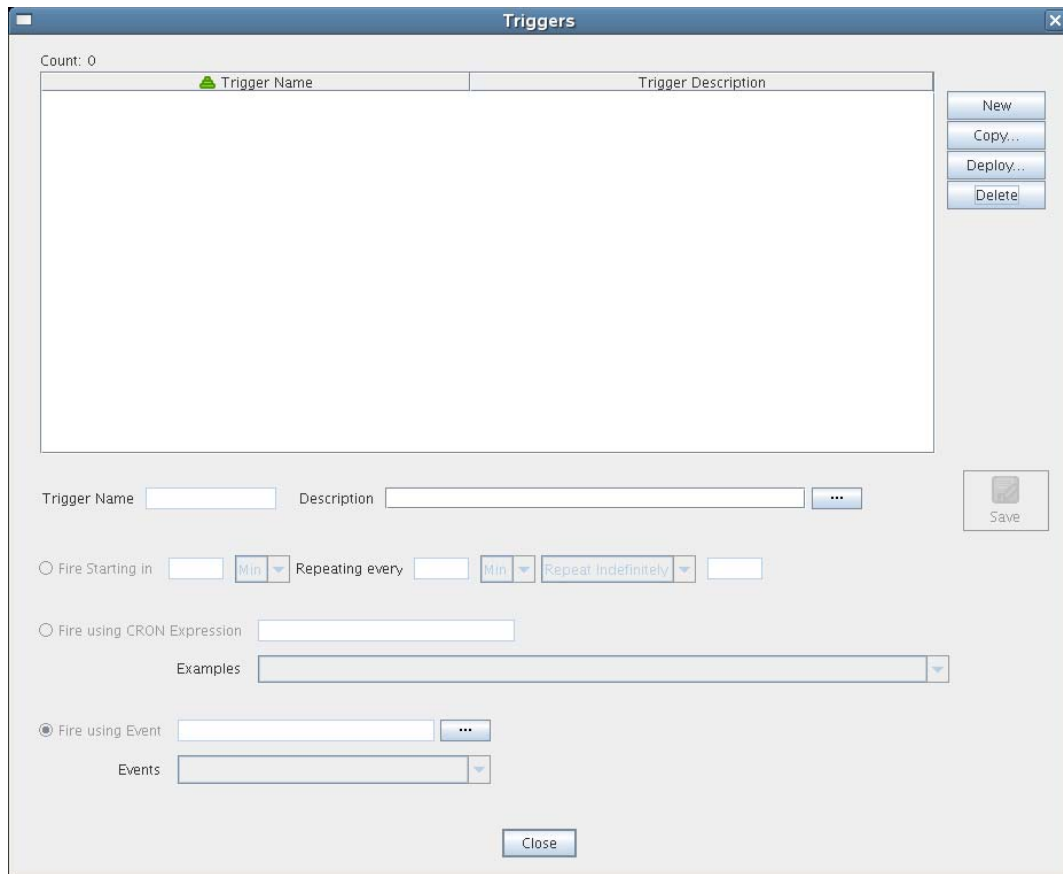 Triggers
Count: 0
Trigger Name Trigger Description
New
Copy...
Deploy...
Delete
Trigger Name Description ...
Save
Fire Starting in Min Repeating every Min Repeat Indefinitely
Fire using CRON Expression
Examples
Fire using Event ...
Events
Close